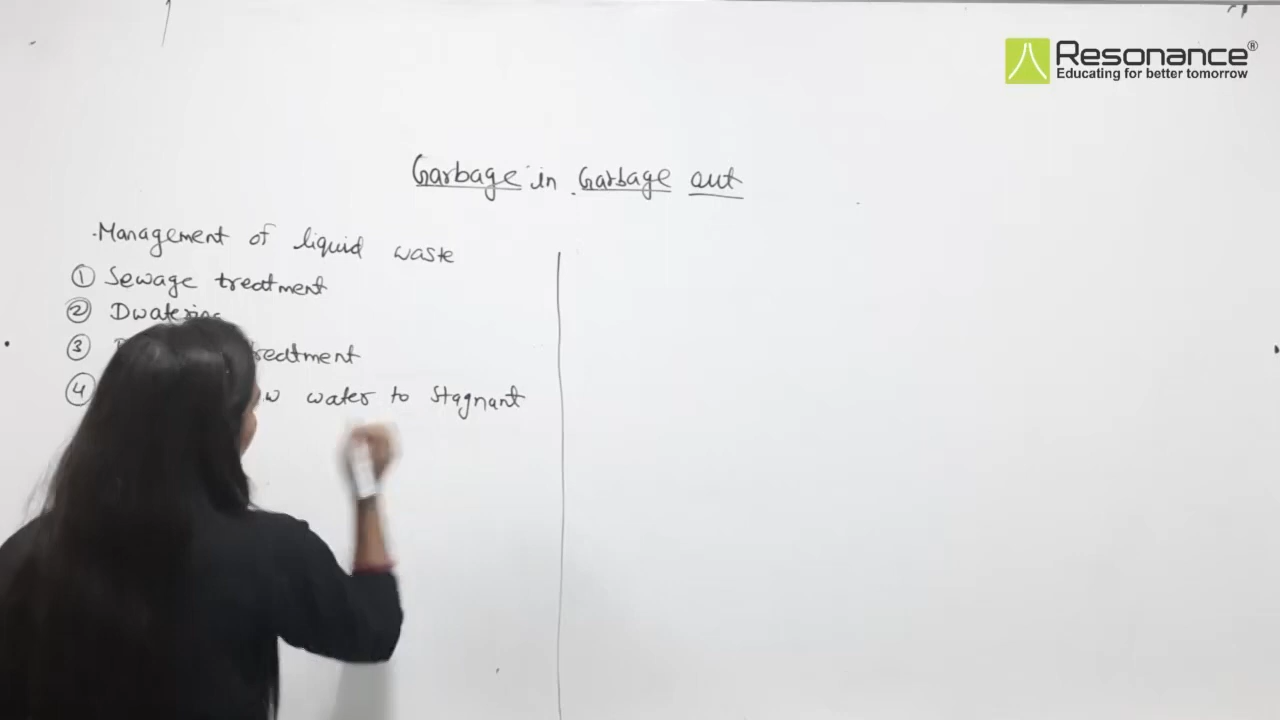 Resonance®
Educating for better tomorrow
Garbage in Garbage out
Management of liquid waste
① Sewage treatment
② Dwatering
③ treatment
④ water to stagnant